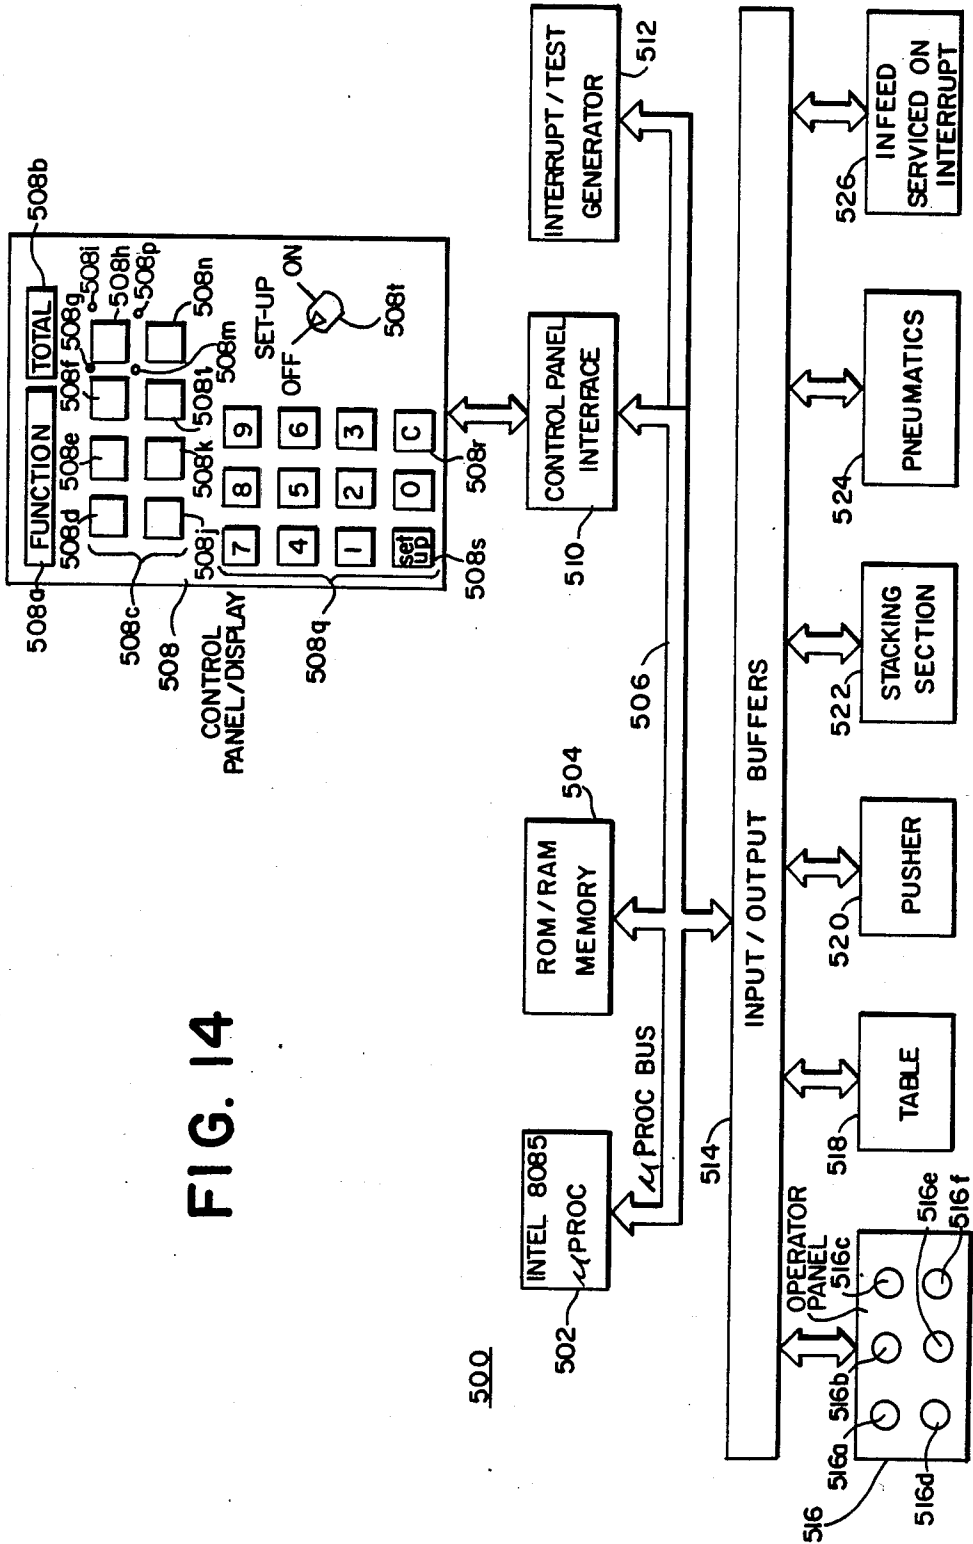 FIG. 14
500
508a
FUNCTION
TOTAL
508b
508d
508e
508f
508g
508i
508h
508p
508c
508j
508k
508l
508m
508n
508
CONTROL
PANEL/DISPLAY
7 8 9
4 5 6
1 2 3
set up 0 C
508q
508s
508r
SET-UP
OFF ON
508t
INTEL 8085
μPROC
502
ROM/RAM
MEMORY
504
CONTROL PANEL
INTERFACE
510
INTERRUPT/TEST
GENERATOR
512
μPROC BUS
506
514
INPUT/OUTPUT BUFFERS
OPERATOR
PANEL
516a
516b
516c
516d
516e
516f
516
518
TABLE
520
PUSHER
522
STACKING
SECTION
524
PNEUMATICS
526
INFEED
SERVICED ON
INTERRUPT